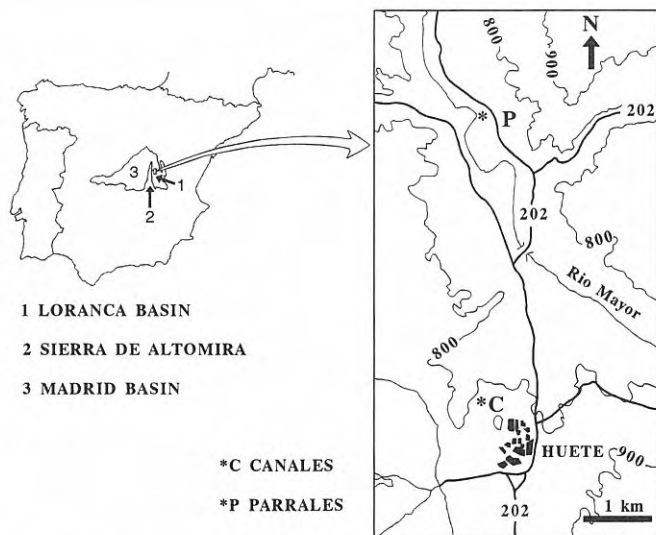 3
1
2
1 LORANCA BASIN
2 SIERRA DE ALTOMIRA
3 MADRID BASIN
*C CANALES
*P PARRALES
800
900
N
*
P
202
202
800
Rio Mayor
800
*C
HUETE
900
202
1 km